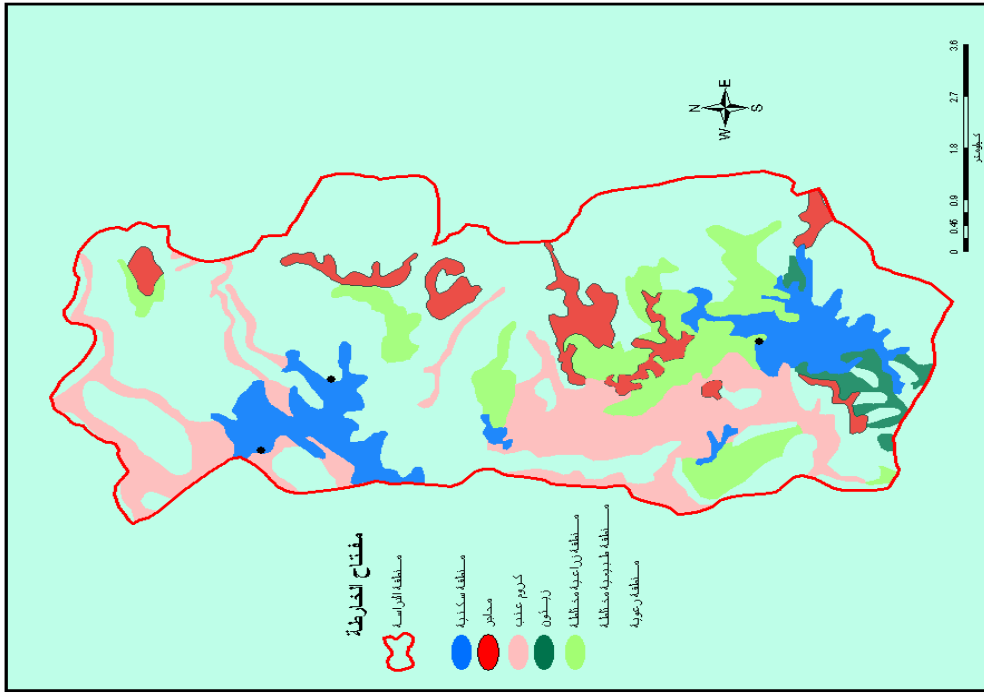 مفتاح الخارطة
منطقة الدراسة
منطقة سكنية
محاجر
كروم عنب
زيتون
منطقة زراعية مختلطة
منطقة طبيعية مختلطة
منطقة رعوية
N
E
S
W
0 0.45 0.9 1.8 2.7 3.6
كيلومتر